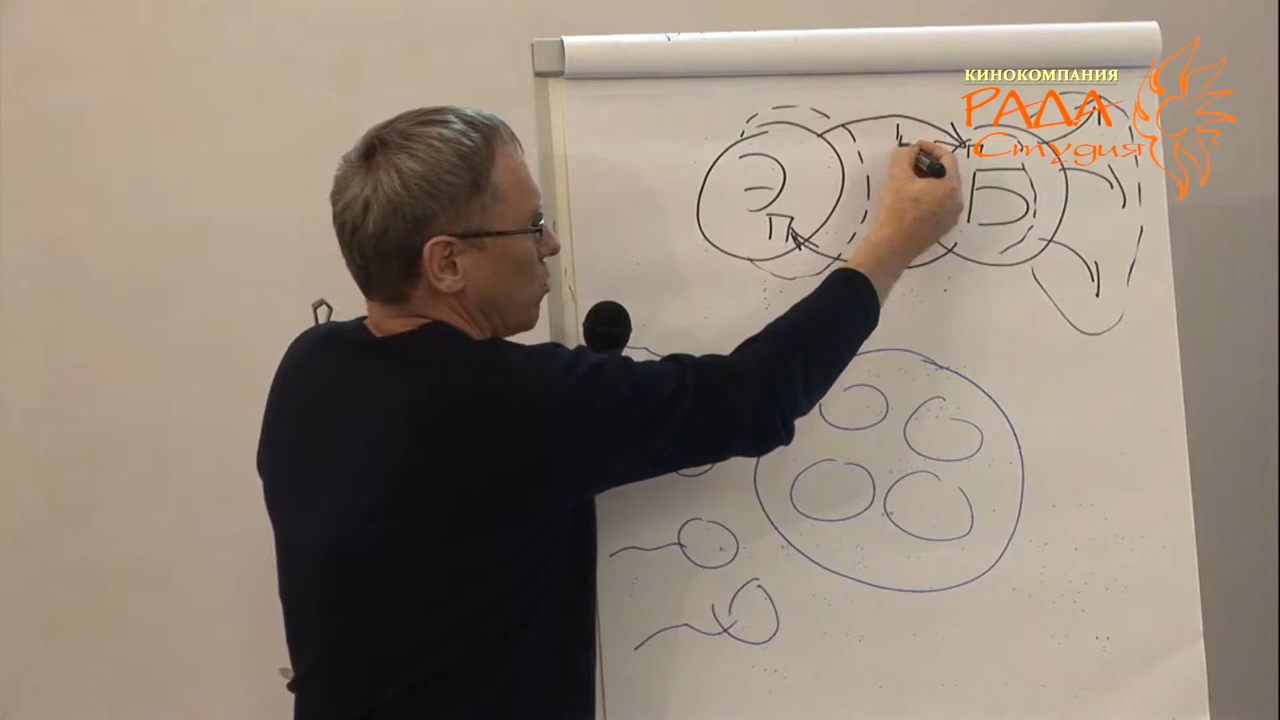 КИНОКОМПАНИЯ
РАДА
Студия
Э
Б
П